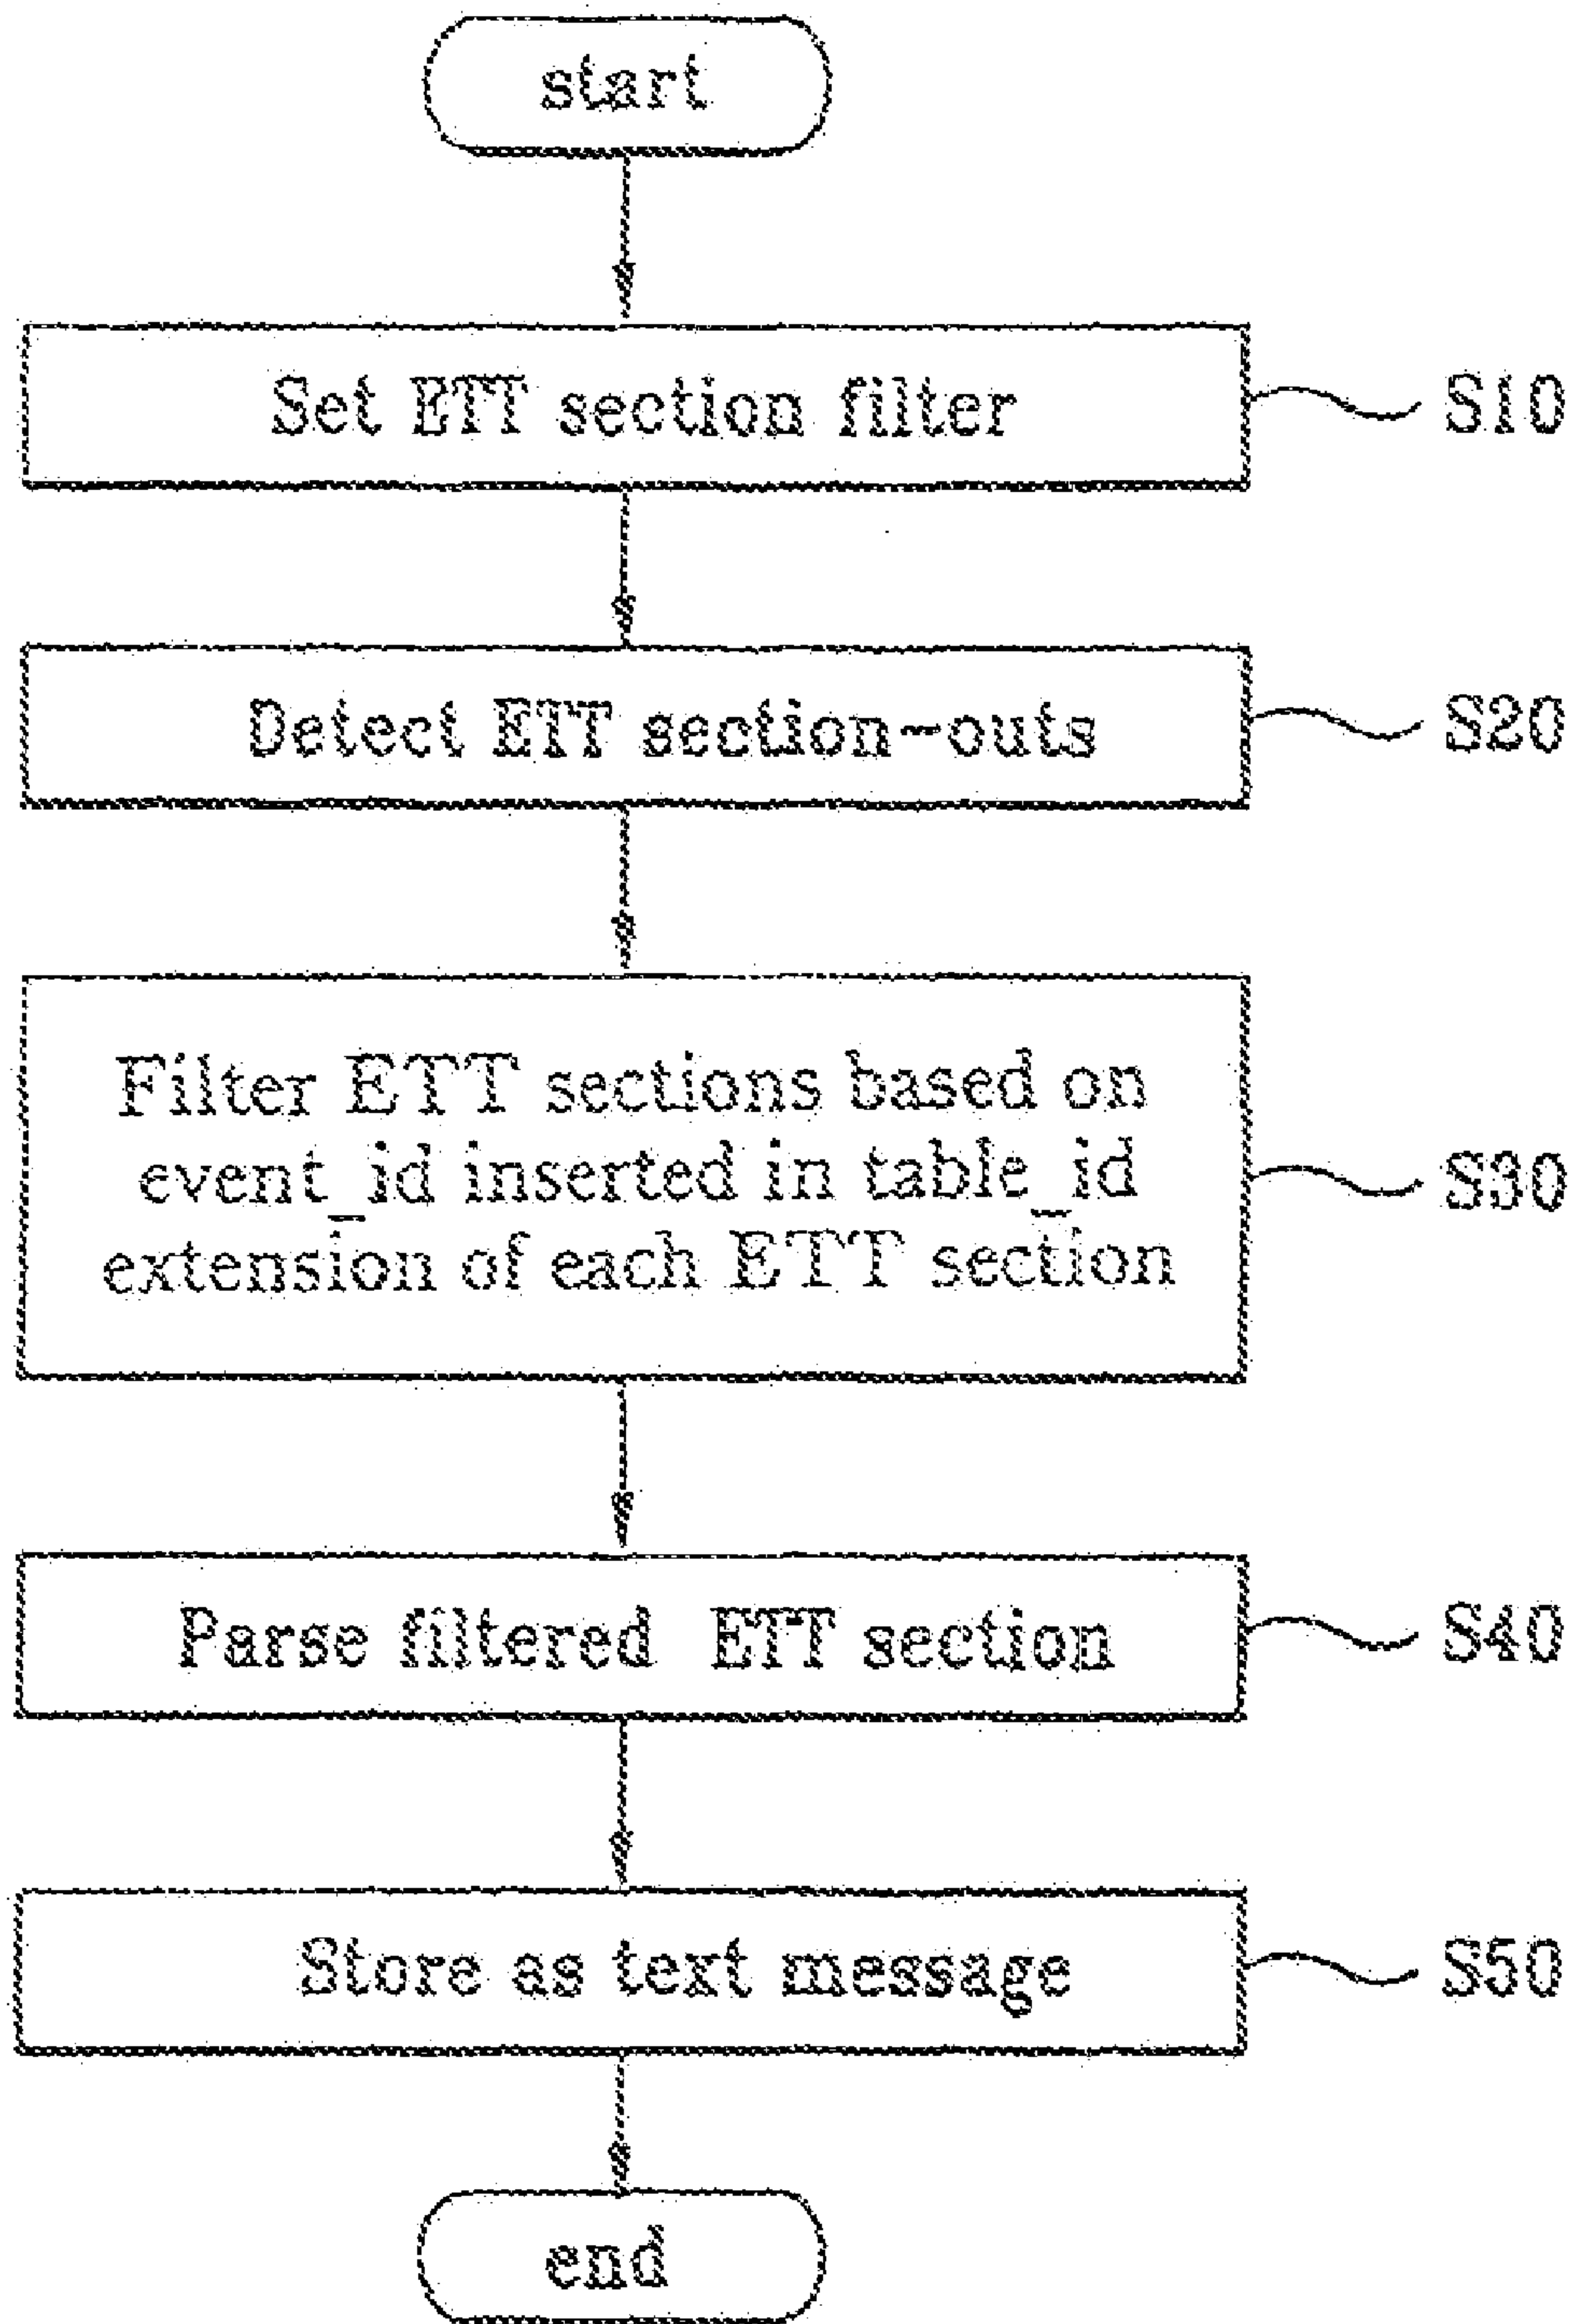 start
Set ETT section filter
S10
Detect ETT section-outs
S20
Filter ETT sections based on
event_id inserted in table_id
extension of each ETT section
S30
Parse filtered ETT section
S40
Store as text message
S50
end